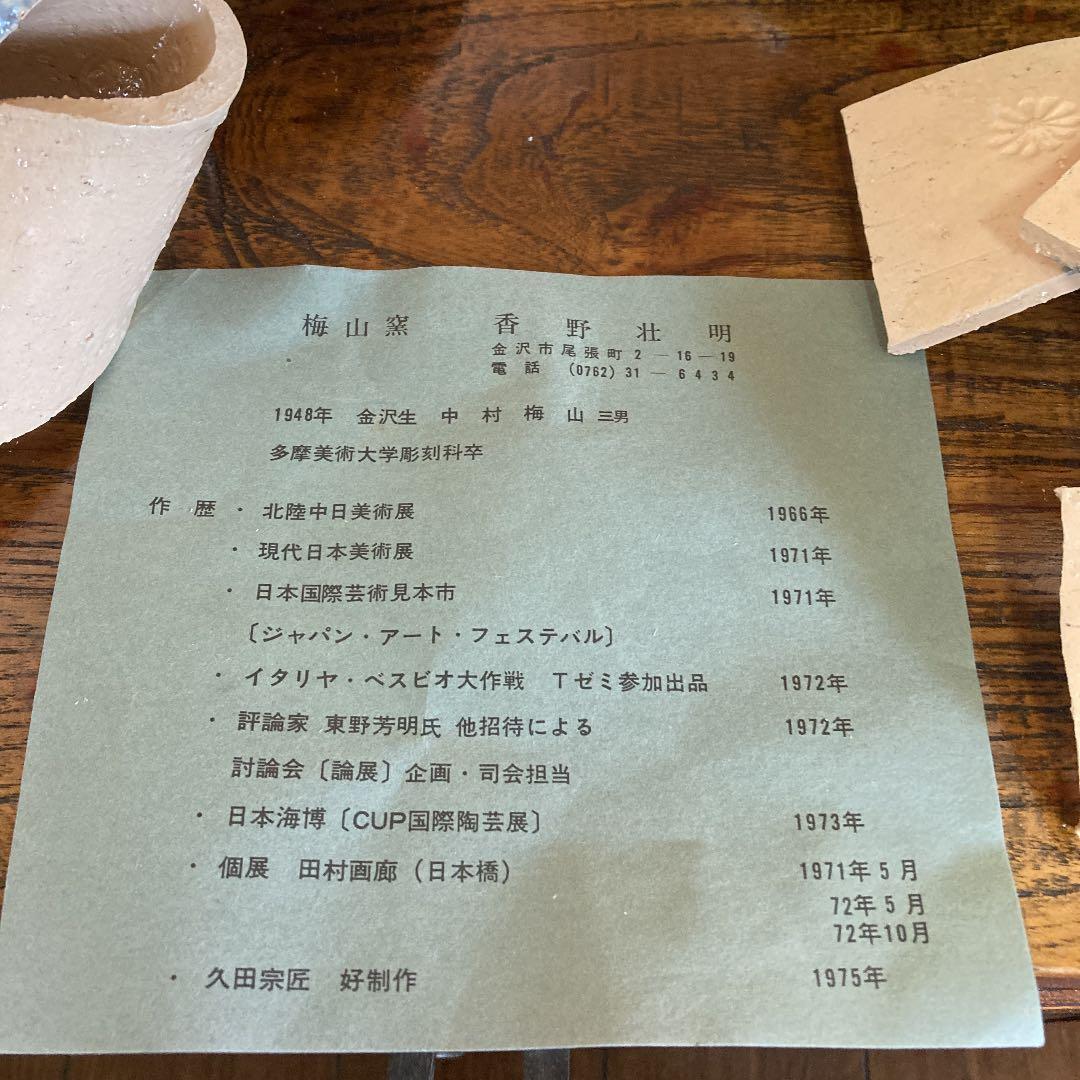 梅山窯　香野壮明
金沢市尾張町2－16－19
電話　(0762)31－6434
1948年　金沢生　中村梅山三男
多摩美術大学彫刻科卒
作歴・北陸中日美術展　1966年
・現代日本美術展　1971年
・日本国際芸術見本市　1971年
〔ジャパン・アート・フェステバル〕
・イタリヤ・ベスビオ大作戦　Tゼミ参加出品　1972年
・評論家 東野芳明氏 他招待による　1972年
討論会〔論展〕企画・司会担当
・日本海博〔CUP国際陶芸展〕　1973年
・個展　田村画廊（日本橋）　1971年5月
72年5月
72年10月
・久田宗匠　好制作　1975年